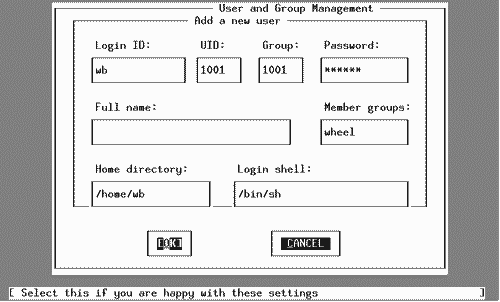 User and Group Management
Add a new user
Login ID: UID: Group: Password:
wb 1001 1001 ******
Full name: Member groups:
wheel
Home directory: Login shell:
/home/wb /bin/sh
[OK] CANCEL
[ Select this if you are happy with these settings ]